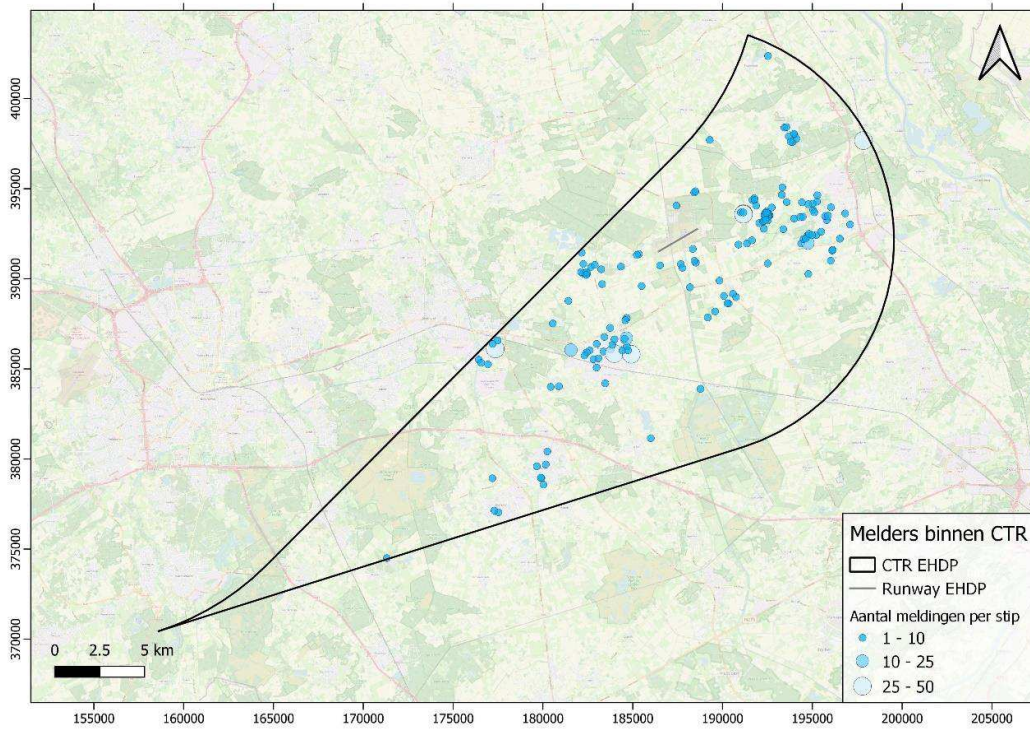 400000
395000
390000
385000
380000
375000
370000
0 2.5 5 km
Melders binnen CTR
CTR EHDP
Runway EHDP
Aantal meldingen per stip
1 - 10
10 - 25
25 - 50
155000 160000 165000 170000 175000 180000 185000 190000 195000 200000 205000